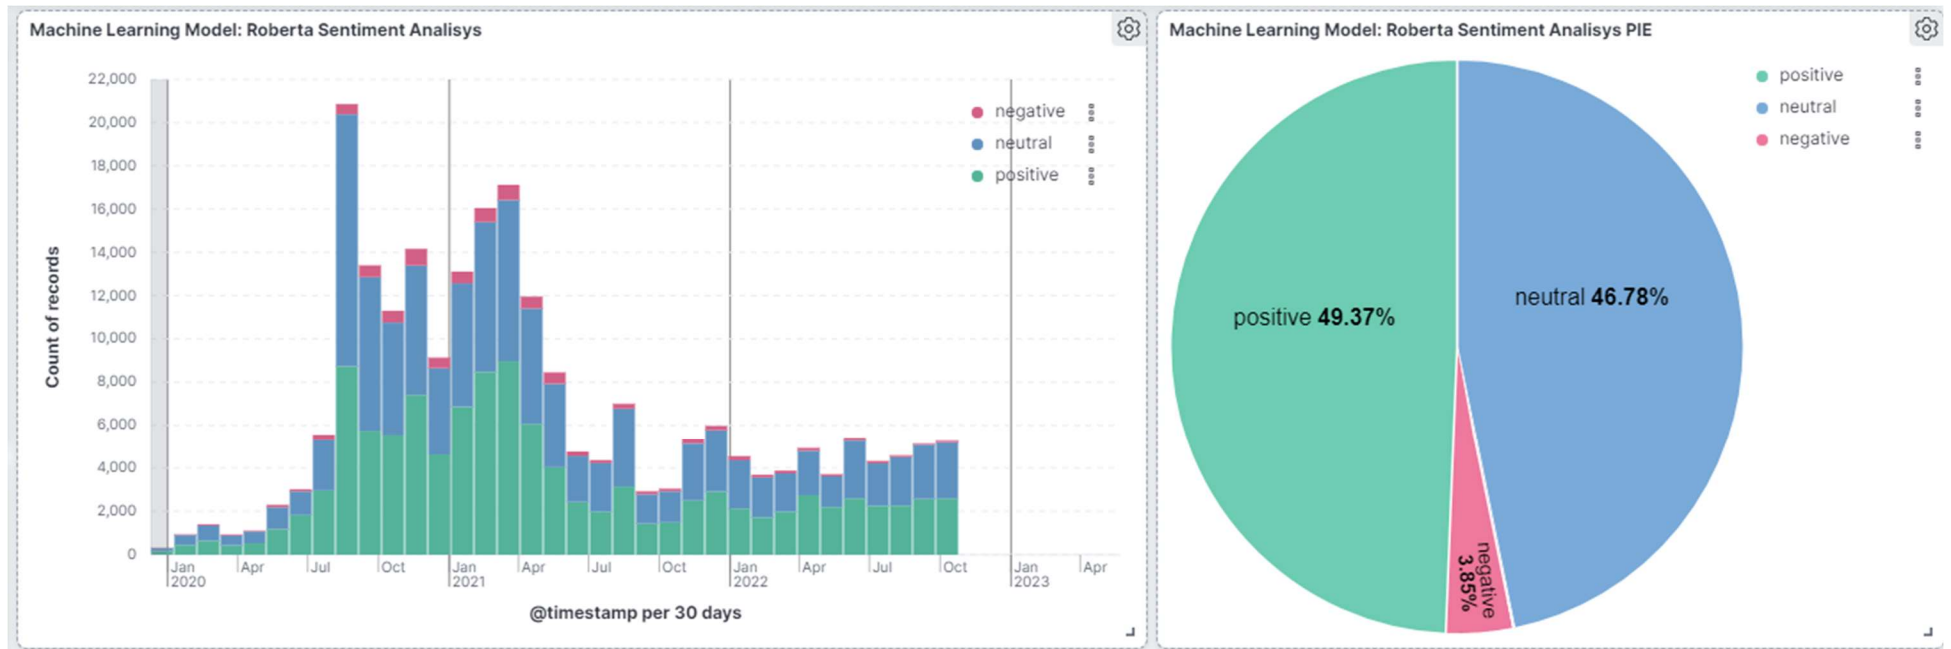 Machine Learning Model: Roberta Sentiment Analisys
22,000
20,000
18,000
16,000
14,000
12,000
10,000
8,000
6,000
4,000
2,000
0
Count of records
negative
neutral
positive
Jan Apr Jul Oct Jan Apr Jul Oct Jan Apr Jul Oct Jan Apr
2020 2021 2022 2023
@timestamp per 30 days
Machine Learning Model: Roberta Sentiment Analisys PIE
positive
neutral
negative
positive 49.37%
neutral 46.78%
negative
3.85%